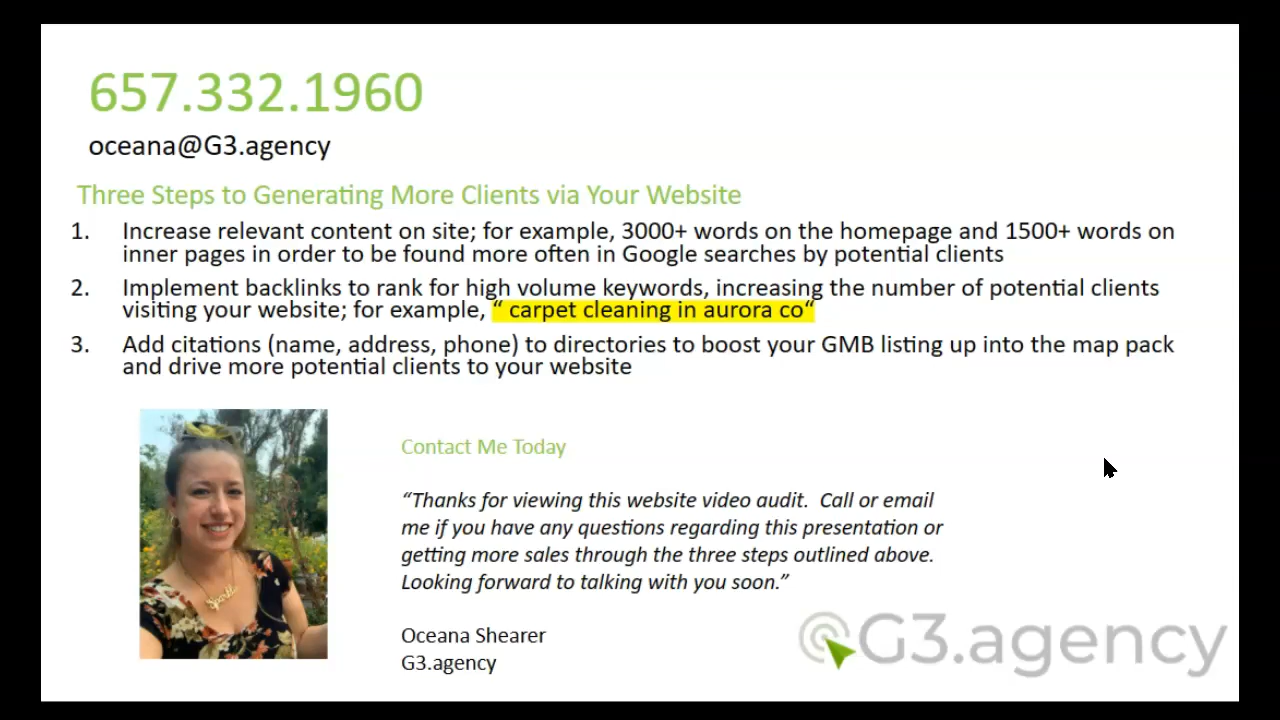 657.332.1960
oceana@G3.agency
Three Steps to Generating More Clients via Your Website
1. Increase relevant content on site; for example, 3000+ words on the homepage and 1500+ words on
inner pages in order to be found more often in Google searches by potential clients
2. Implement backlinks to rank for high volume keywords, increasing the number of potential clients
visiting your website; for example, “ carpet cleaning in aurora co“
3. Add citations (name, address, phone) to directories to boost your GMB listing up into the map pack
and drive more potential clients to your website
Contact Me Today
“Thanks for viewing this website video audit.  Call or email
me if you have any questions regarding this presentation or
getting more sales through the three steps outlined above.
Looking forward to talking with you soon.”
Oceana Shearer
G3.agency
G3.agency